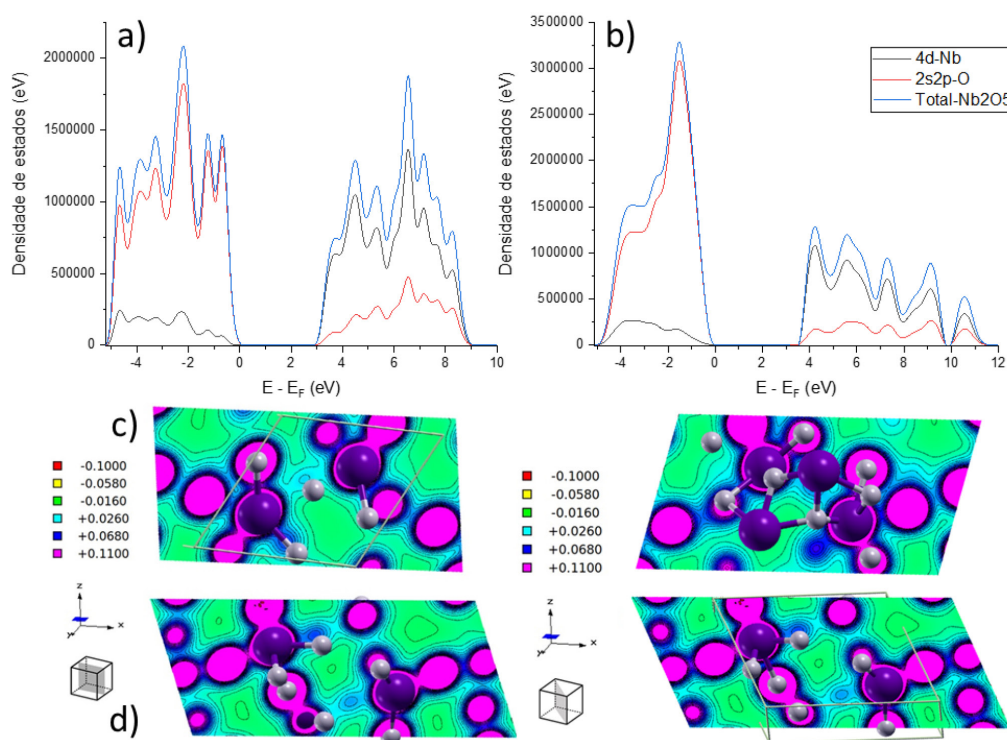 a)
b)
4d-Nb
2s2p-O
Total-Nb2O5
Densidade de estados (eV)
2000000
1500000
1000000
500000
0
-4
-2
0
2
4
6
8
10
E - E_F (eV)
Densidade de estados (eV)
3500000
3000000
2500000
2000000
1500000
1000000
500000
0
-4
-2
0
2
4
6
8
10
12
E - E_F (eV)
c)
-0.1000
-0.0580
-0.0160
+0.0260
+0.0680
+0.1100
-0.1000
-0.0580
-0.0160
+0.0260
+0.0680
+0.1100
z
Y
x
z
Y
x
d)